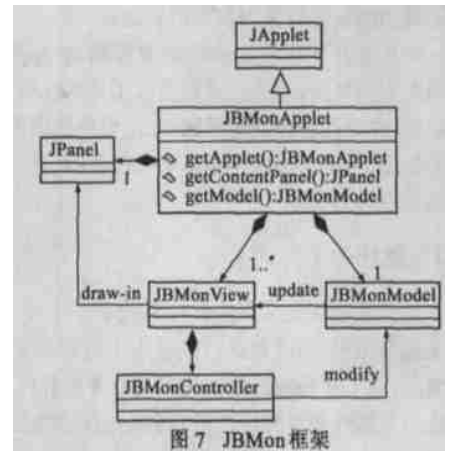 JApplet
JBMonApplet
getApplet():JBMonApplet
getContentPanel():JPanel
getModel():JBMonModel
JPanel
1
1..*
1
draw-in
JBMonView
update
JBMonModel
JBMonController
modify
图 7 JBMon 框架